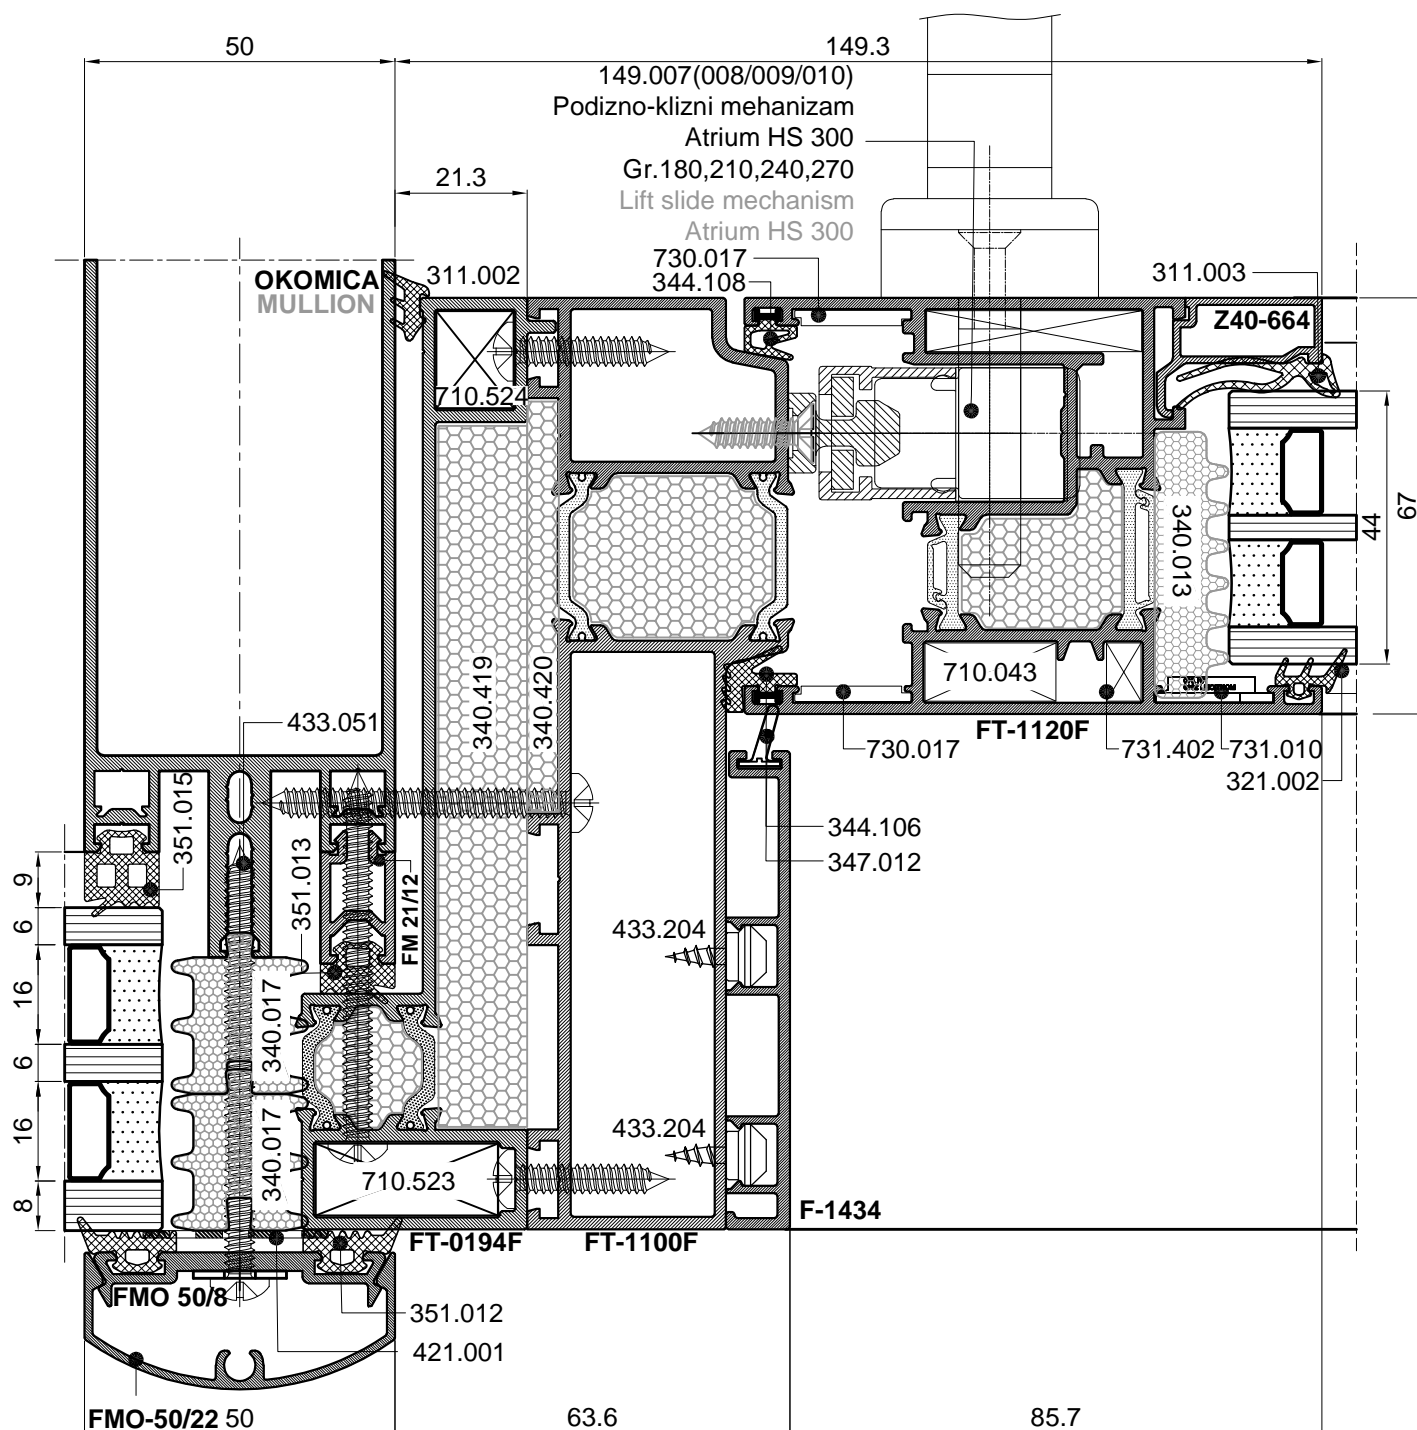 50
149.3
149.007(008/009/010)
Podizno-klizni mehanizam
Atrium HS 300
Gr.180,210,240,270
Lift slide mechanism
Atrium HS 300
21.3
730.017
344.108
311.002
311.003
OKOMICA
MULLION
Z40-664
710.524
44
67
340.013
340.419
340.420
710.043
433.051
FT-1120F
730.017
731.402
731.010
321.002
351.015
351.013
FM 21/12
344.106
347.012
9
6
16
6
16
8
433.204
340.017
340.017
433.204
710.523
F-1434
FT-0194F
FT-1100F
FMO 50/8
351.012
421.001
FMO-50/22
50
63.6
85.7